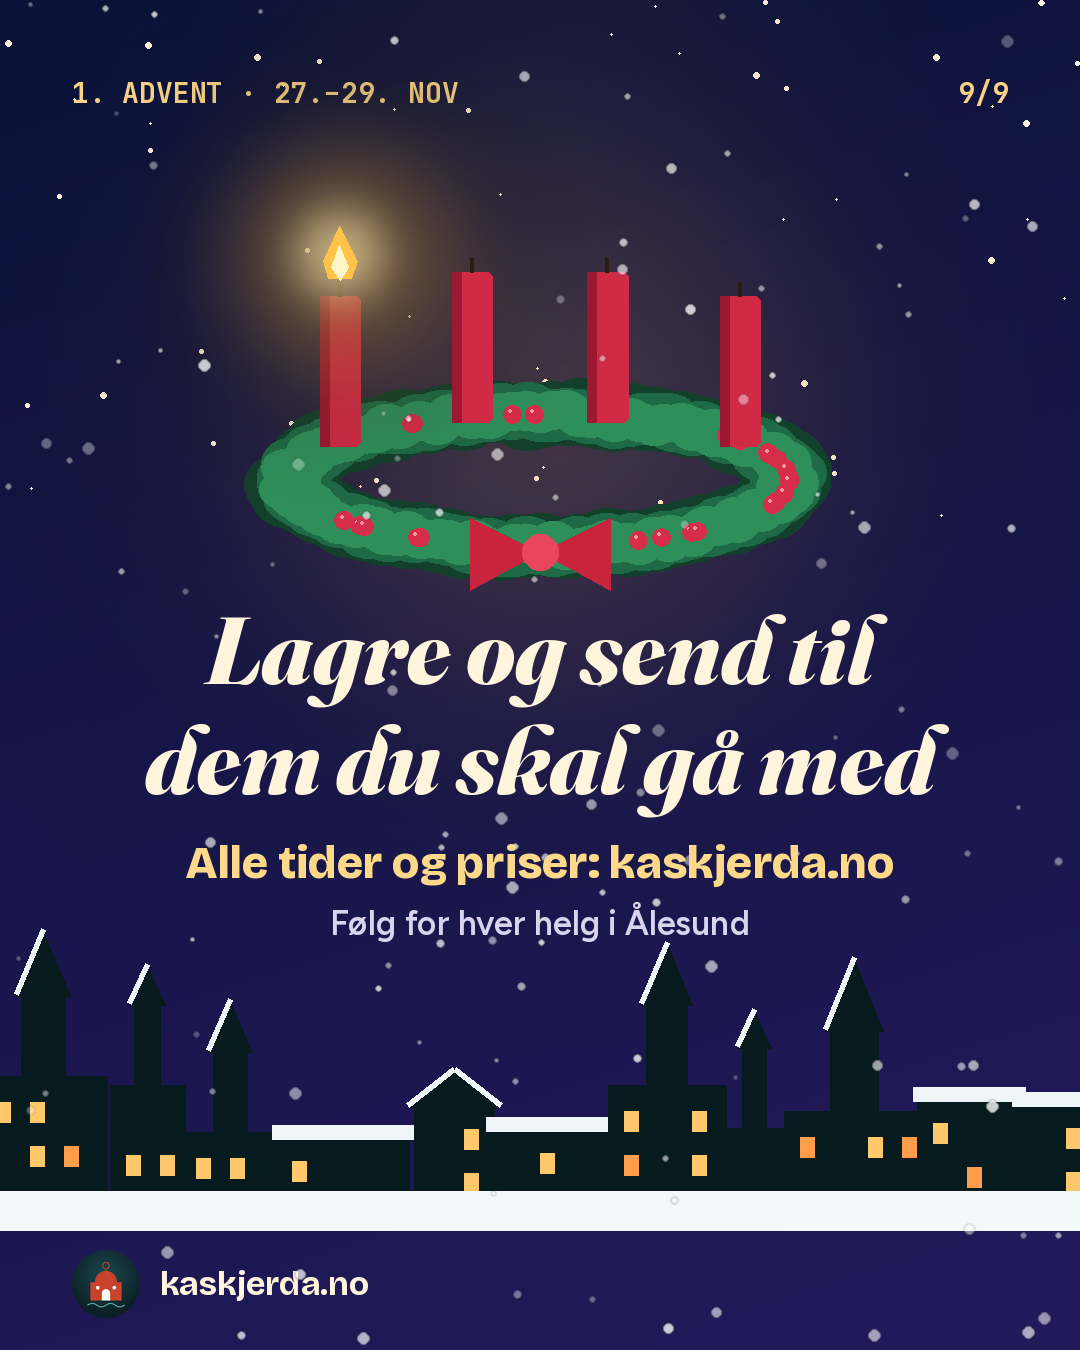 1. ADVENT · 27.–29. NOV
9/9
Lagre og send til
dem du skal gå med
Alle tider og priser: kaskjerda.no
Følg for hver helg i Ålesund
kaskjerda.no